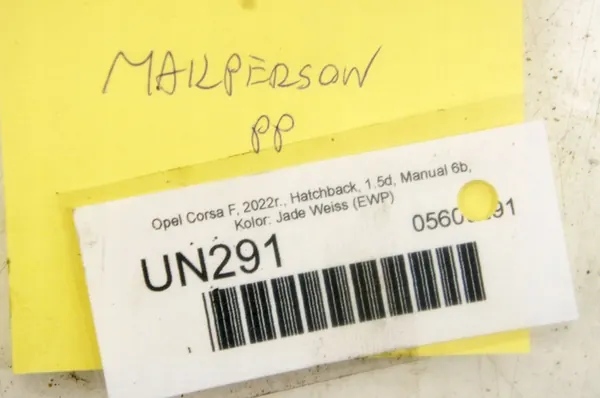 MAKPERSON
PP
Opel Corsa F, 2022r., Hatchback, 1.5d, Manual 6b,
Kolor: Jade Weiss (EWP)
UN291